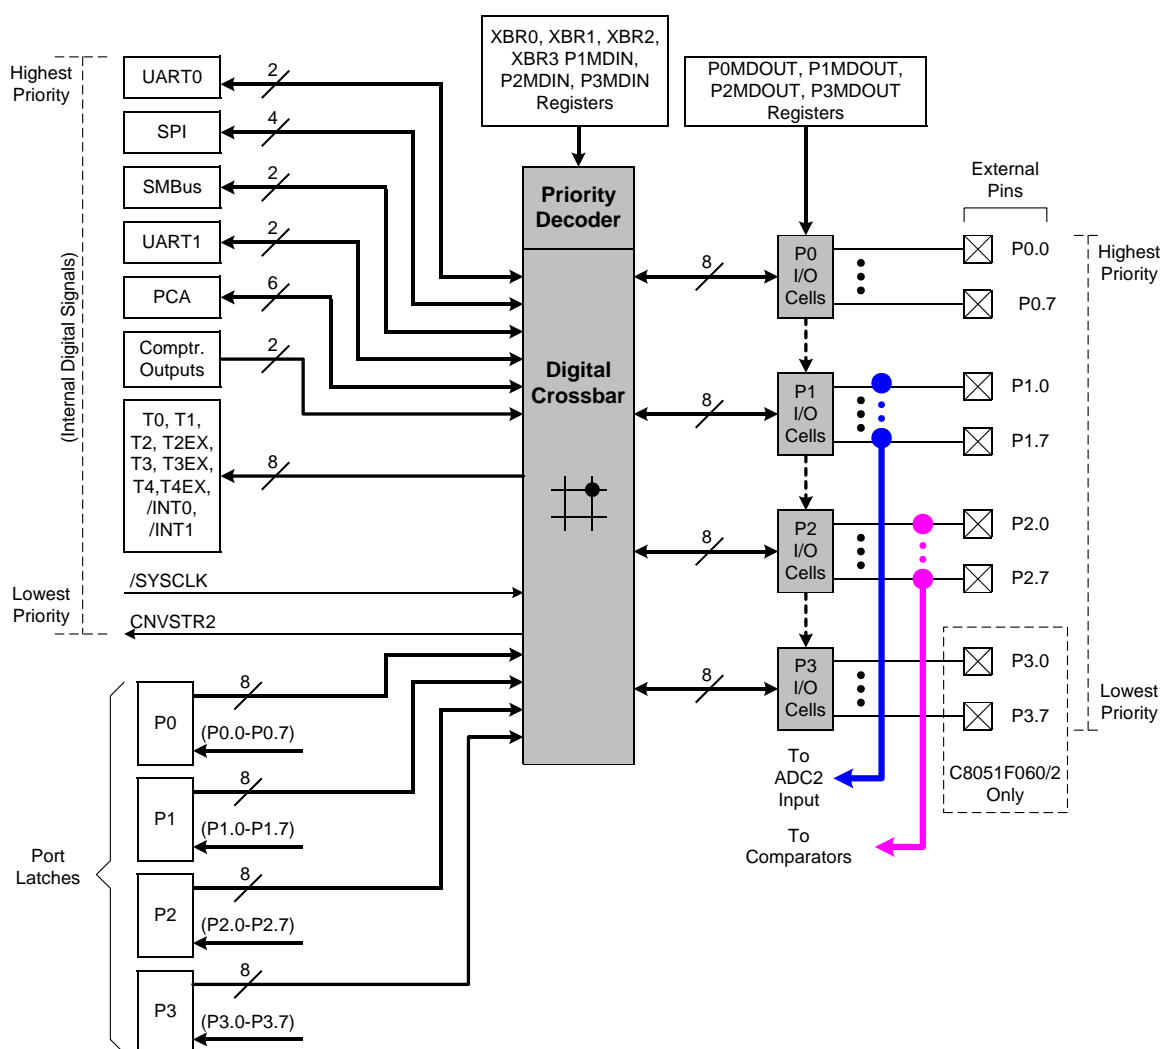 XBR0, XBR1, XBR2,
XBR3 P1MDIN,
P2MDIN, P3MDIN
Registers
P0MDOUT, P1MDOUT,
P2MDOUT, P3MDOUT
Registers
Highest
Priority
(Internal Digital Signals)
Lowest
Priority
UART0
2
SPI
4
SMBus
2
UART1
2
PCA
6
Comptr.
Outputs
2
T0, T1,
T2, T2EX,
T3, T3EX,
T4,T4EX,
/INT0,
/INT1
8
/SYSCLK
CNVSTR2
Port
Latches
P0
8
(P0.0-P0.7)
P1
8
(P1.0-P1.7)
P2
8
(P2.0-P2.7)
P3
8
(P3.0-P3.7)
Priority
Decoder
Digital
Crossbar
8
8
8
8
P0
I/O
Cells
P1
I/O
Cells
P2
I/O
Cells
P3
I/O
Cells
External
Pins
P0.0
P0.7
P1.0
P1.7
P2.0
P2.7
P3.0
P3.7
C8051F060/2
Only
Highest
Priority
Lowest
Priority
To
ADC2
Input
To
Comparators